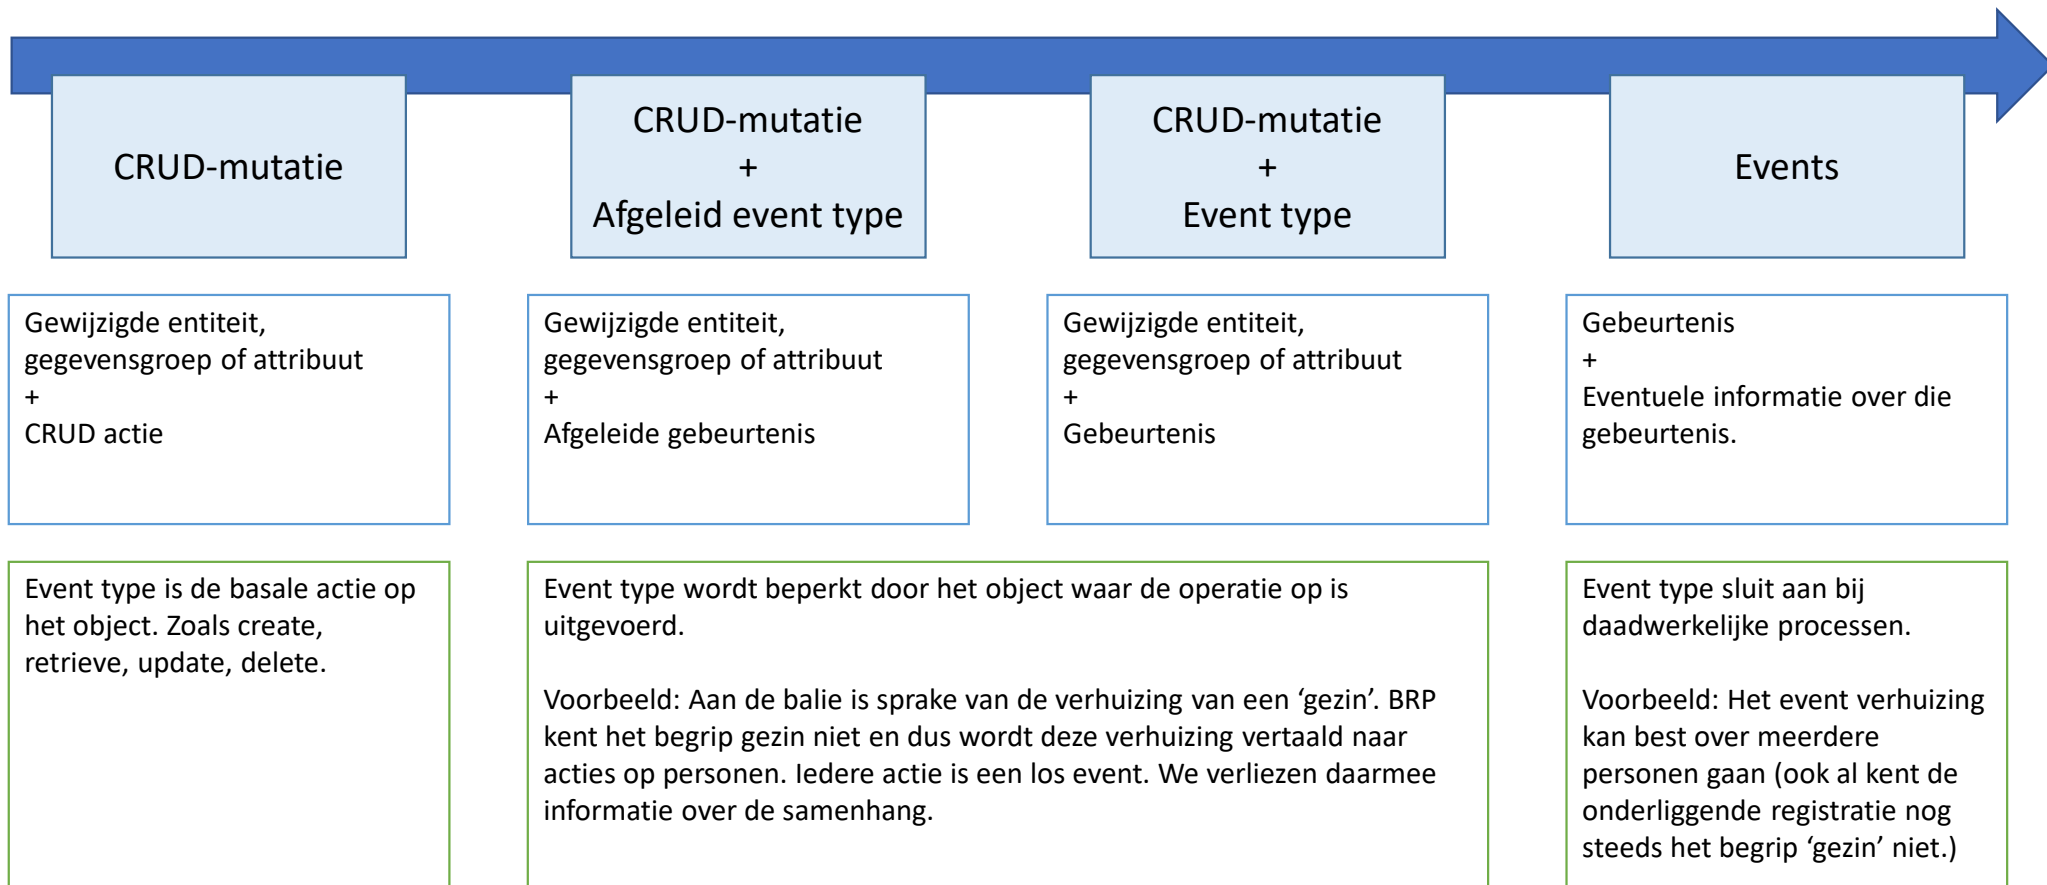 CRUD-mutatie
CRUD-mutatie
+
Afgeleid event type
CRUD-mutatie
+
Event type
Events
Gewijzigde entiteit,
gegevensgroep of attribuut
+
CRUD actie
Gewijzigde entiteit,
gegevensgroep of attribuut
+
Afgeleide gebeurtenis
Gewijzigde entiteit,
gegevensgroep of attribuut
+
Gebeurtenis
Gebeurtenis
+
Eventuele informatie over die
gebeurtenis.
Event type is de basale actie op
het object. Zoals create,
retrieve, update, delete.
Event type wordt beperkt door het object waar de operatie op is
uitgevoerd.
Voorbeeld: Aan de balie is sprake van de verhuizing van een ‘gezin’. BRP
kent het begrip gezin niet en dus wordt deze verhuizing vertaald naar
acties op personen. Iedere actie is een los event. We verliezen daarmee
informatie over de samenhang.
Event type sluit aan bij
daadwerkelijke processen.
Voorbeeld: Het event verhuizing
kan best over meerdere
personen gaan (ook al kent de
onderliggende registratie nog
steeds het begrip ‘gezin’ niet.)